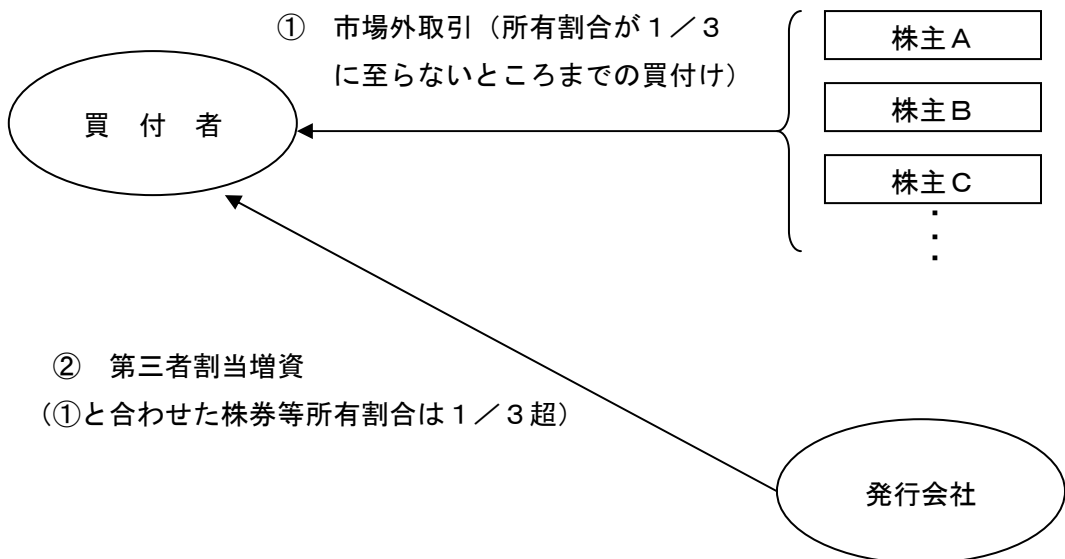 ① 市場外取引（所有割合が１／３
に至らないところまでの買付け）
株主Ａ
株主Ｂ
株主Ｃ
・
・
・
買 付 者
② 第三者割当増資
（①と合わせた株券等所有割合は１／３超）
発行会社